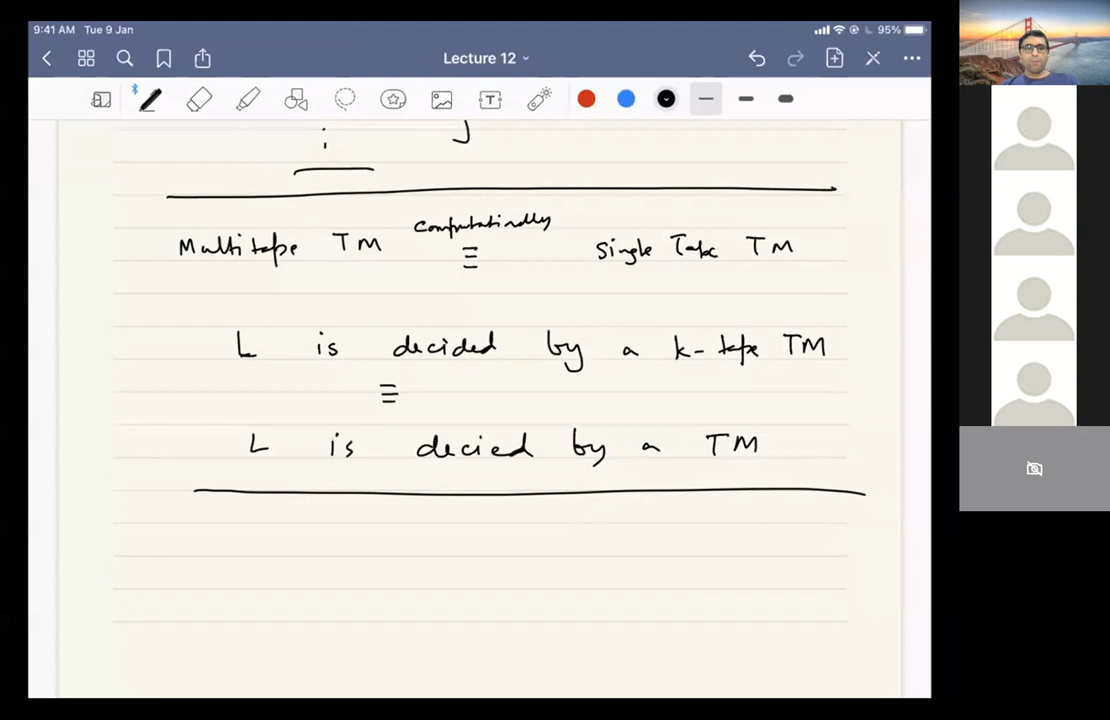 9:41 AM Tue 9 Jan
95%
Lecture 12
T
i
Multitape TM Computationally ≡ Single Tape TM
L is decided by a k-tape TM
≡
L is decied by a TM